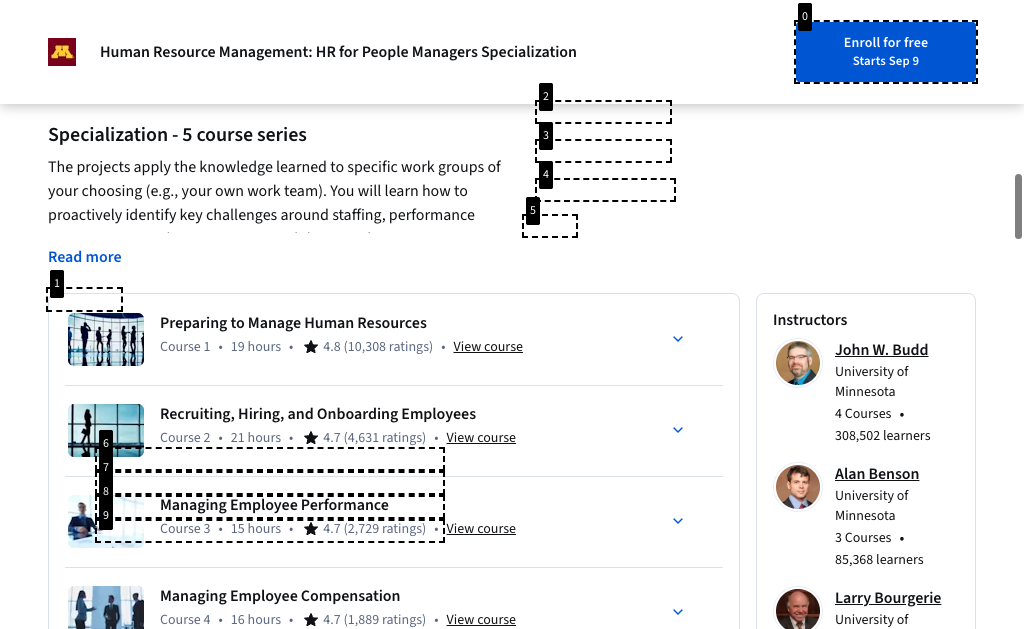 0
Human Resource Management: HR for People Managers Specialization
Enroll for free
Starts Sep 9
2
3
4
5
Specialization - 5 course series
The projects apply the knowledge learned to specific work groups of
your choosing (e.g., your own work team). You will learn how to
proactively identify key challenges around staffing, performance
Read more
1
Preparing to Manage Human Resources
Course 1 • 19 hours • ★ 4.8 (10,308 ratings) • View course
Recruiting, Hiring, and Onboarding Employees
Course 2 • 21 hours • ★ 4.7 (4,631 ratings) • View course
6
7
8
9
Managing Employee Performance
Course 3 • 15 hours • ★ 4.7 (2,729 ratings) • View course
Managing Employee Compensation
Course 4 • 16 hours • ★ 4.7 (1,889 ratings) • View course
Instructors
John W. Budd
University of
Minnesota
4 Courses •
308,502 learners
Alan Benson
University of
Minnesota
3 Courses •
85,368 learners
Larry Bourgerie
University of